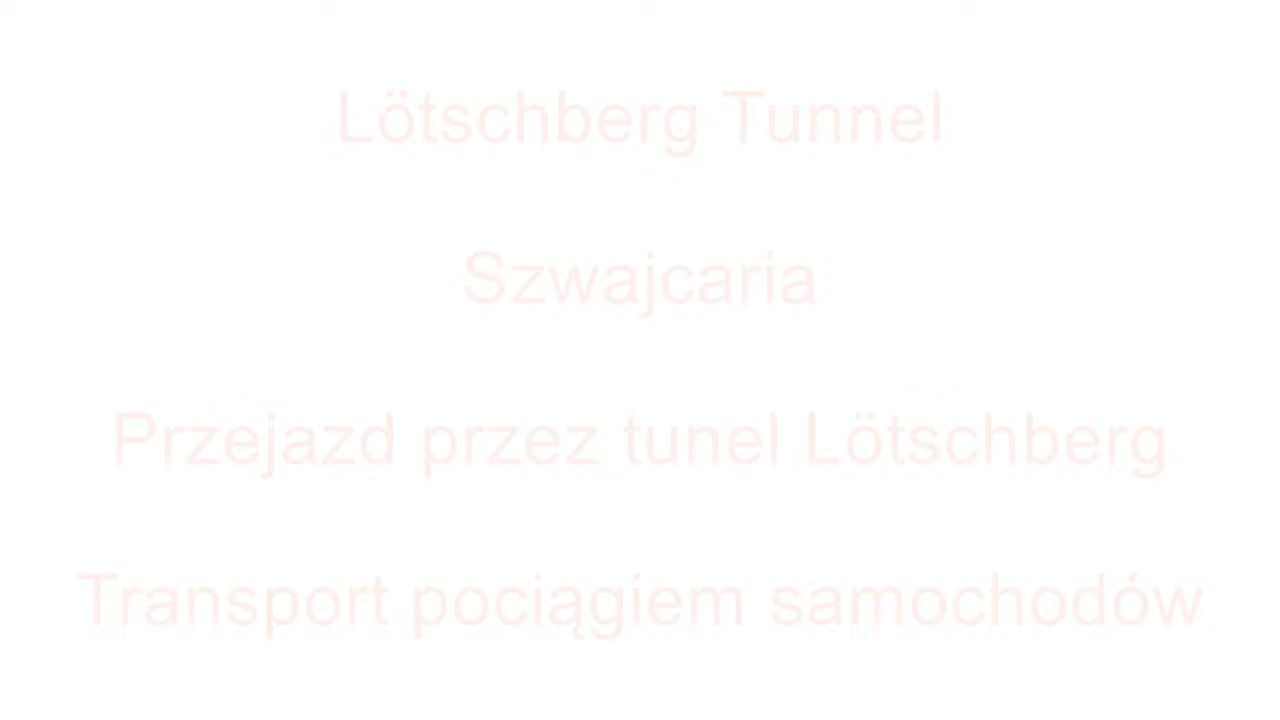 Lötschberg Tunnel
Szwajcaria
Przejazd przez tunel Lötschberg
Transport pociągiem samochodów